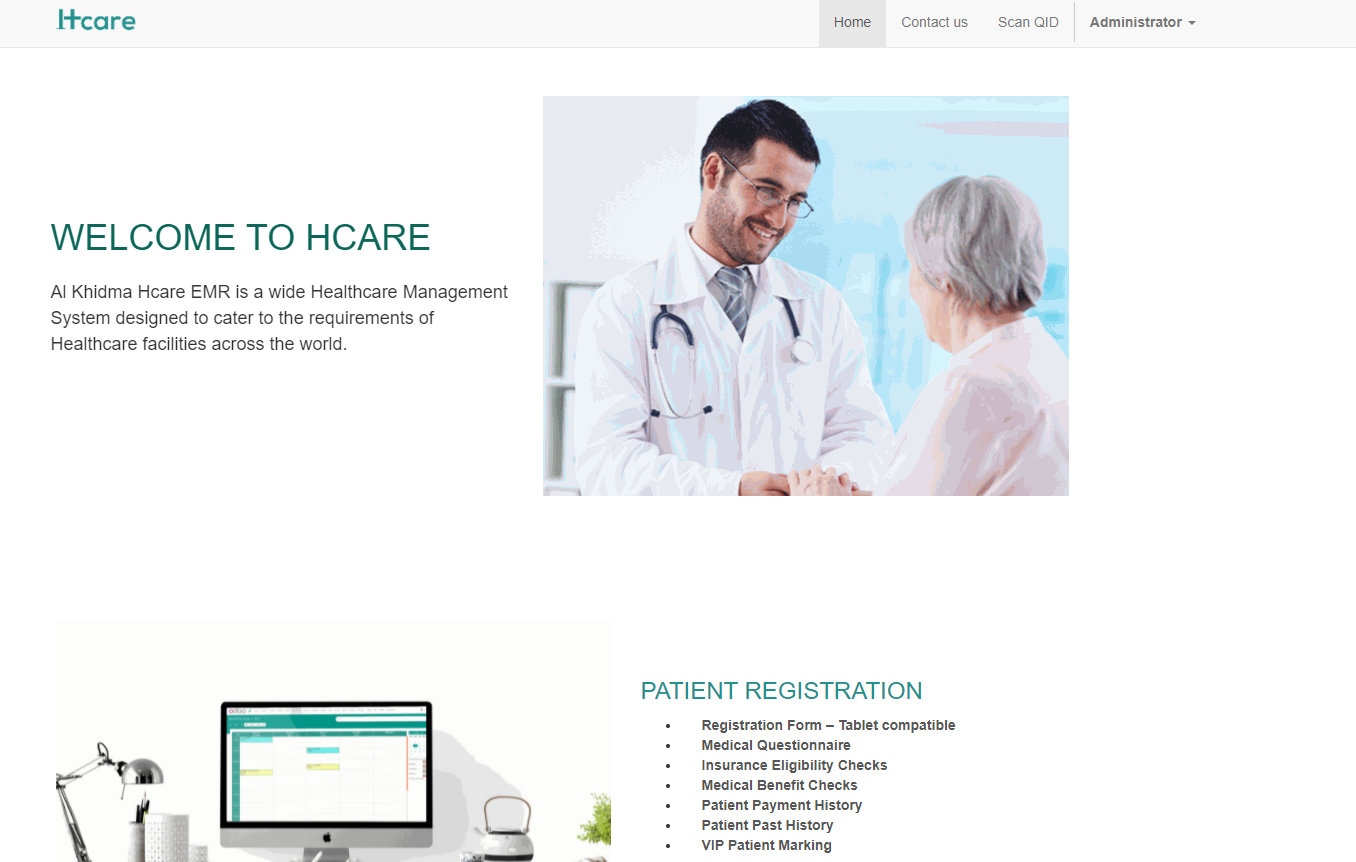 Hcare
Home
Contact us
Scan QID
Administrator
WELCOME TO HCARE
Al Khidma Hcare EMR is a wide Healthcare Management
System designed to cater to the requirements of
Healthcare facilities across the world.
PATIENT REGISTRATION
• Registration Form – Tablet compatible
• Medical Questionnaire
• Insurance Eligibility Checks
• Medical Benefit Checks
• Patient Payment History
• Patient Past History
• VIP Patient Marking